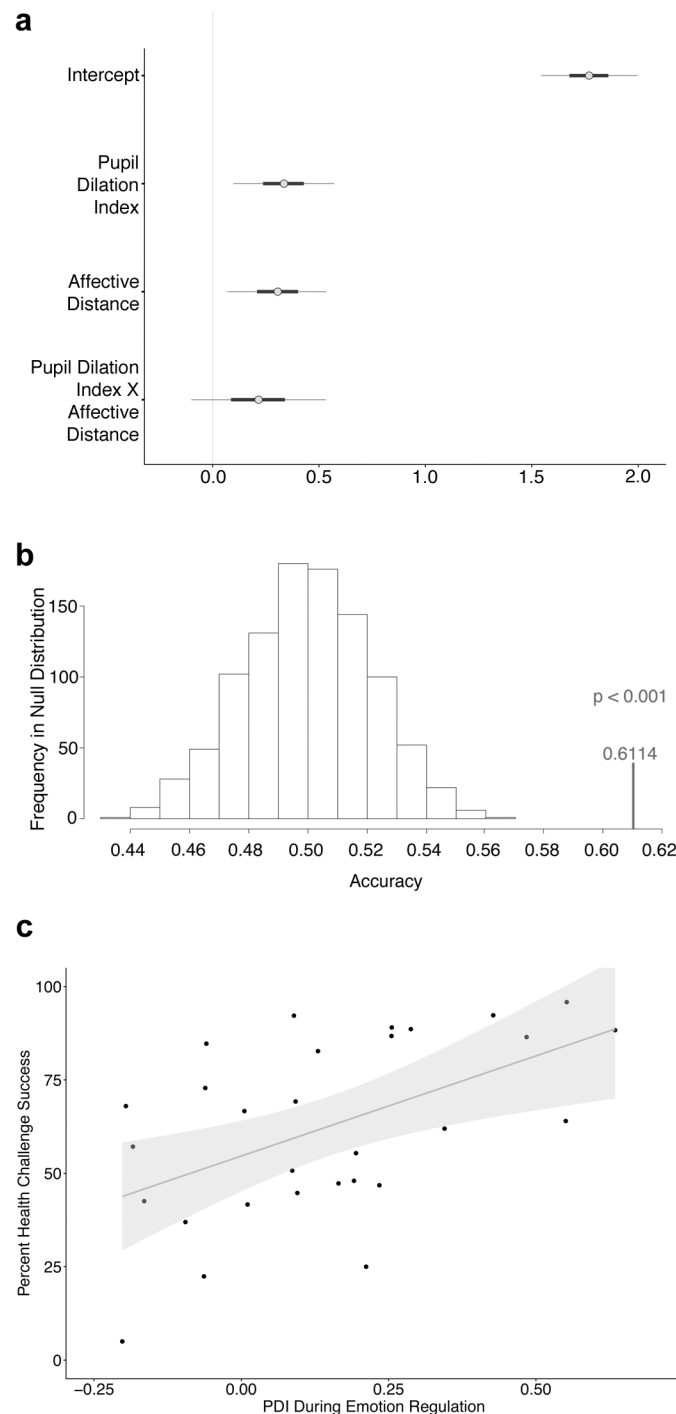 a
Intercept
Pupil
Dilation
Index
Affective
Distance
Pupil Dilation
Index X
Affective
Distance
0.0 0.5 1.0 1.5 2.0
b
Frequency in Null Distribution
150
100
50
0
p < 0.001
0.6114
0.44 0.46 0.48 0.50 0.52 0.54 0.56 0.58 0.60 0.62
Accuracy
c
Percent Health Challenge Success
100
75
50
25
0
−0.25 0.00 0.25 0.50
PDI During Emotion Regulation